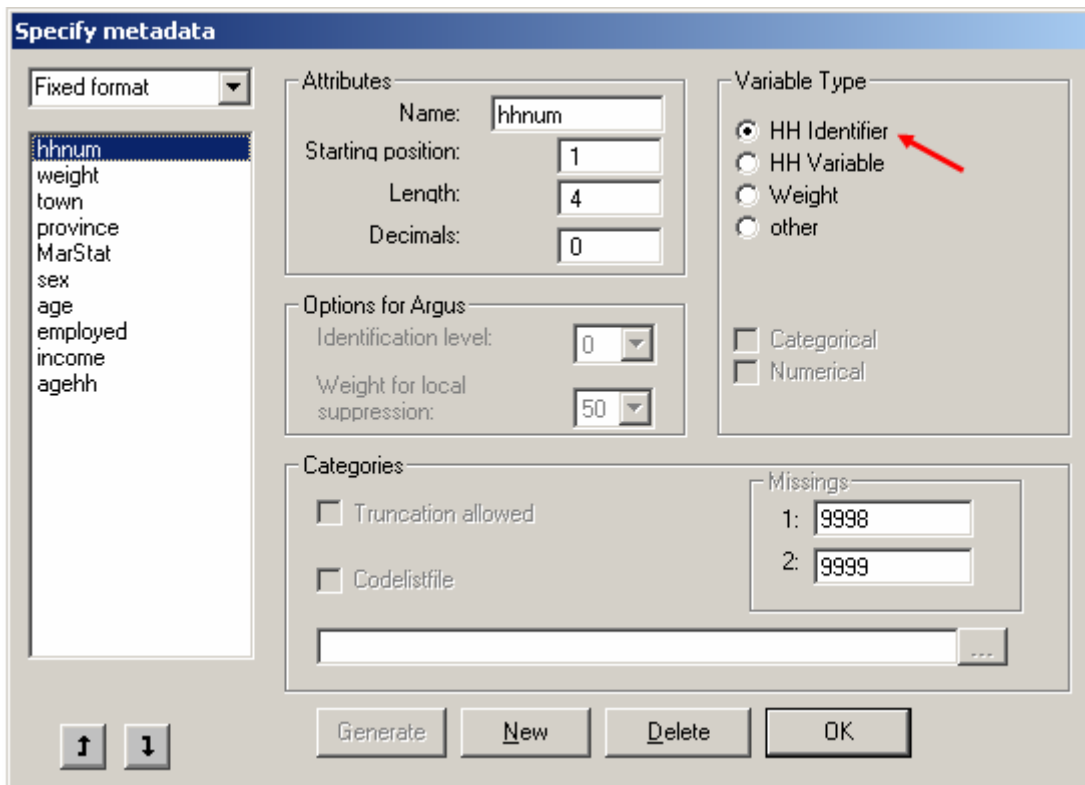 Specify metadata
Fixed format
hhnum
weight
town
province
MarStat
sex
age
employed
income
agehh
Attributes
Name: hhnum
Starting position: 1
Length: 4
Decimals: 0
Options for Argus
Identification level: 0
Weight for local
suppression: 50
Variable Type
HH Identifier
HH Variable
Weight
other
Categorical
Numerical
Categories
Truncation allowed
Codelistfile
Missings
1: 9998
2: 9999
...
Generate New Delete OK